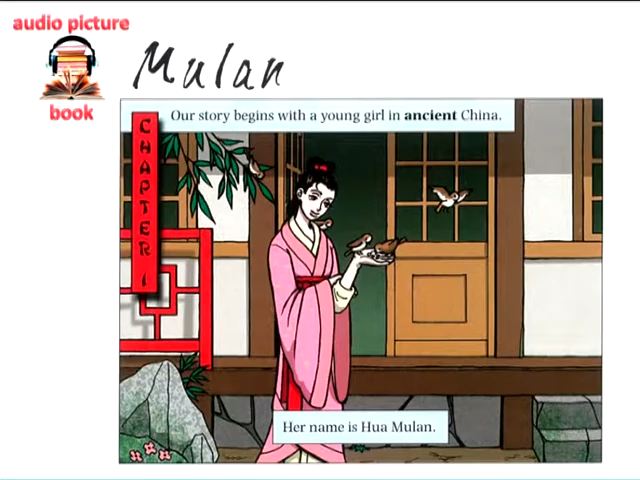 audio picture
book
Mulan
Our story begins with a young girl in ancient China.
CHAPTER 1
Her name is Hua Mulan.